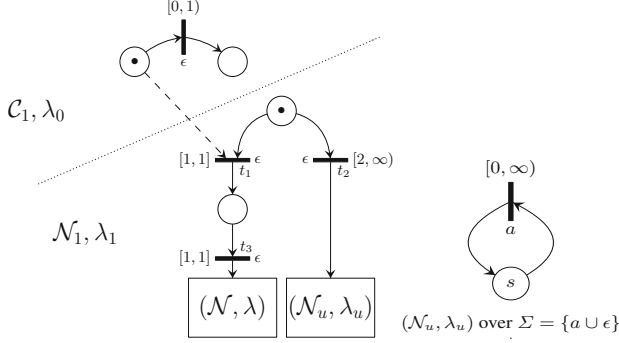 [0, 1)
ϵ
𝒞₁, λ₀
[1, 1] ϵ
t₁
ϵ [2, ∞)
t₂
𝒩₁, λ₁
t₃
[1, 1] ϵ
(𝒩, λ)
(𝒩ᵤ, λᵤ)
[0, ∞)
a
s
(𝒩ᵤ, λᵤ) over Σ = {a ∪ ϵ}